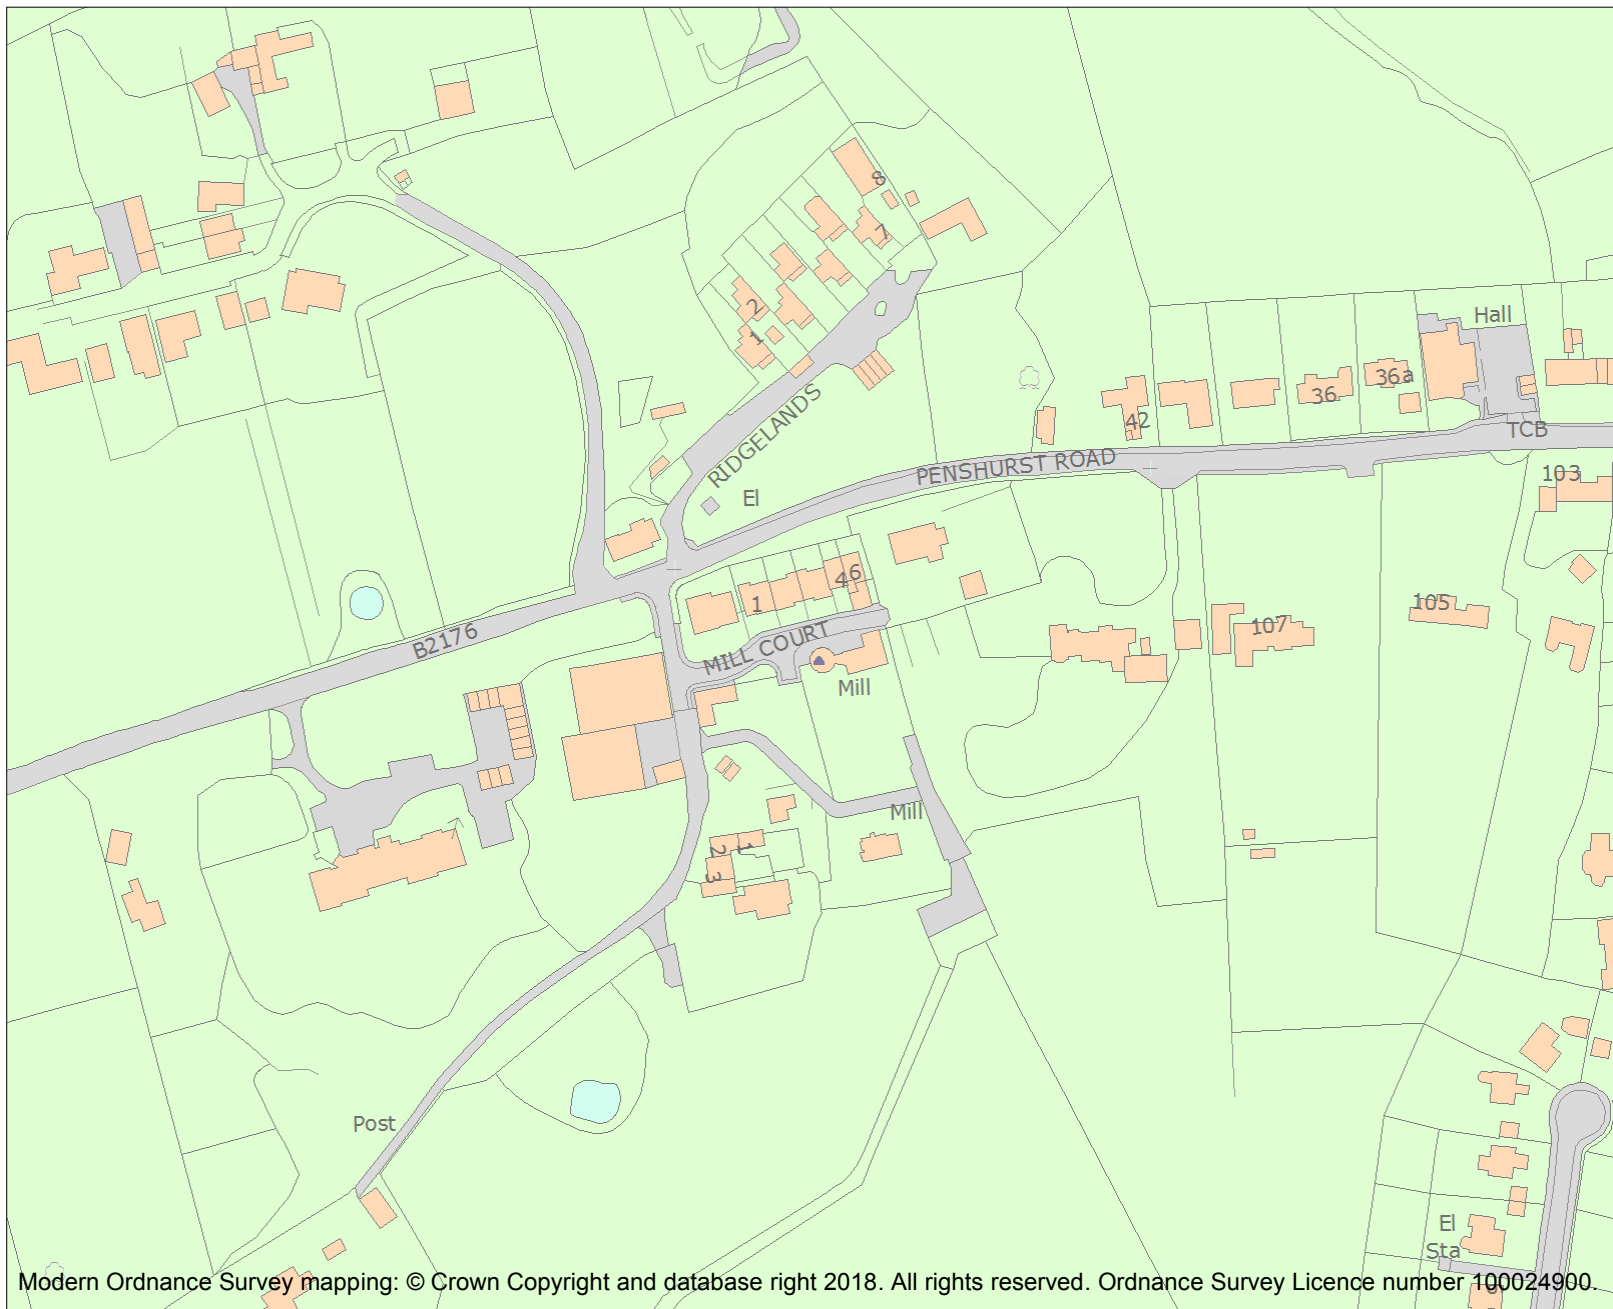 8
7
2
1
Hall
36a
36
42
TCB
RIDGELANDS
PENSHURST ROAD
103
El
4
6
1
105
107
B2176
MILL COURT
Mill
Mill
1
2
3
Post
El
Sta
Modern Ordnance Survey mapping: © Crown Copyright and database right 2018. All rights reserved. Ordnance Survey Licence number 100024900.